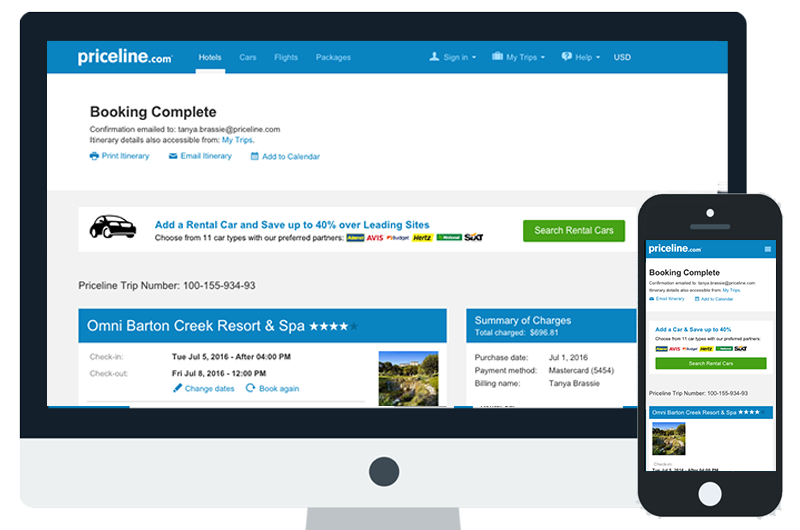 priceline.com
Hotels Cars Flights Packages Sign in My Trips Help USD
Booking Complete
Confirmation emailed to: tanya.brassie@priceline.com
Itinerary details also accessible from: My Trips.
Print Itinerary Email Itinerary Add to Calendar
Add a Rental Car and Save up to 40% over Leading Sites
Choose from 11 car types with our preferred partners: Alamo AVIS Budget Hertz National SIXT
Search Rental Cars
Priceline Trip Number: 100-155-934-93
Omni Barton Creek Resort & Spa
Check-in: Tue Jul 5, 2016 - After 04:00 PM
Check-out: Fri Jul 8, 2016 - 12:00 PM
Change dates Book again
Summary of Charges
Total charged: $696.81
Purchase date: Jul 1, 2016
Payment method: Mastercard (5454)
Billing name: Tanya Brassie
priceline.com
Booking Complete
Confirmation emailed to: tanya.brassie@priceline.com
Itinerary details also accessible from: My Trips.
Email Itinerary Add to Calendar
Add a Car & Save up to 40%
Choose from 11 car types with our preferred partners:
Alamo AVIS Budget Hertz National SIXT
Search Rental Cars
Priceline Trip Number: 100-155-934-93
Omni Barton Creek Resort & Spa
Check-in:
Tue Jul 5, 2016 - After 04:00 PM